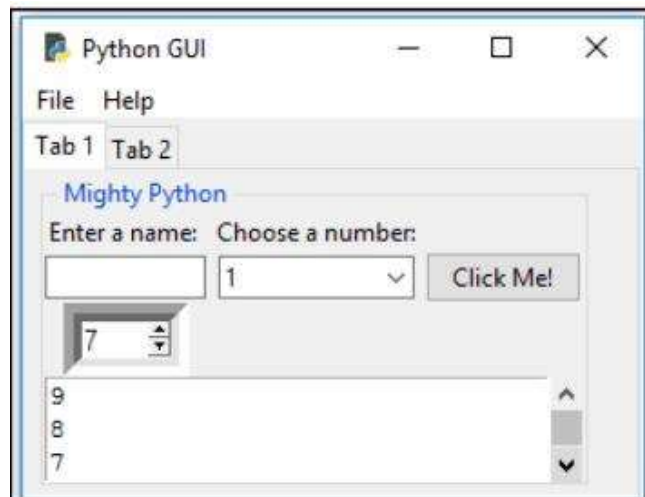 Python GUI
File Help
Tab 1 Tab 2
Mighty Python
Enter a name: Choose a number:
1 Click Me!
7
9
8
7